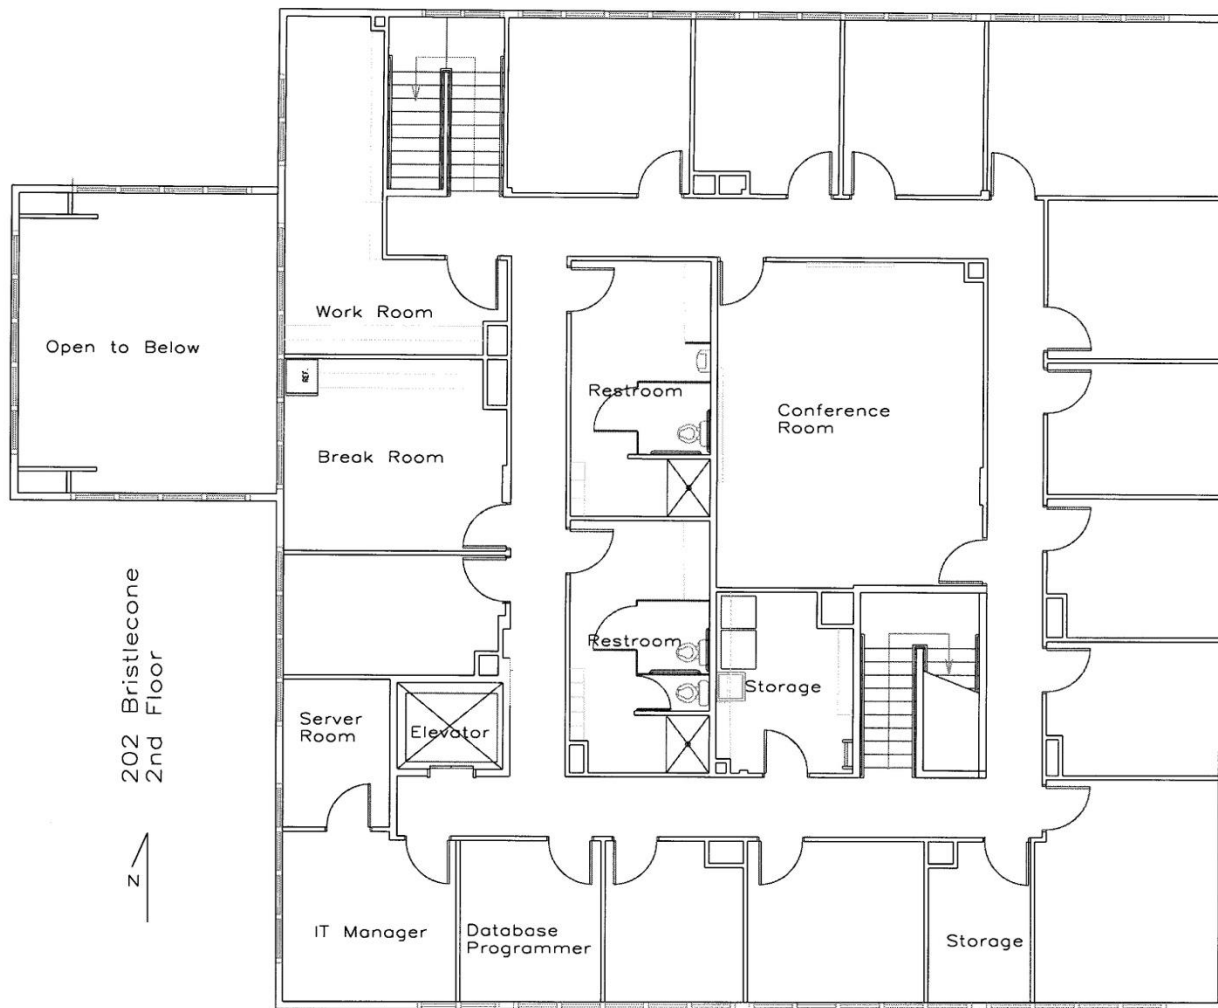 Work Room
Open to Below
REF.
Restroom
Conference
Room
Break Room
202 Bristlecone
2nd Floor
Restroom
Storage
Server
Room
Elevator
Z
IT Manager
Database
Programmer
Storage